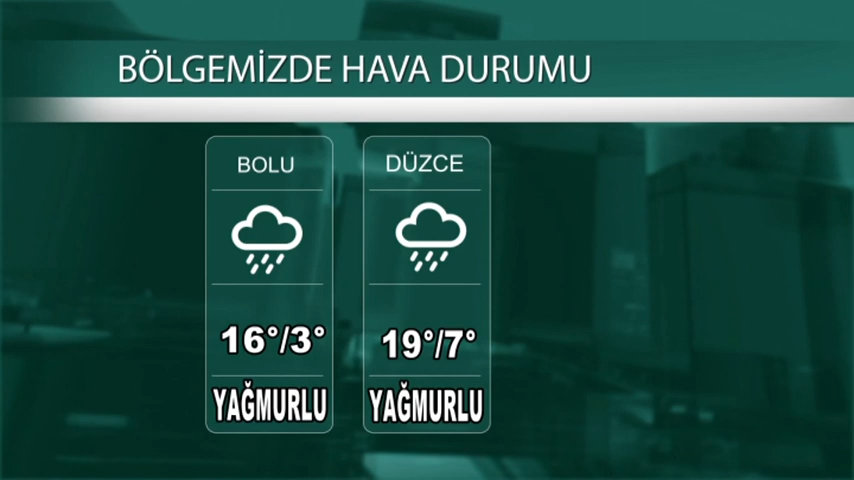 BÖLGEMİZDE HAVA DURUMU
BOLU
16°/3°
YAĞMURLU
DÜZCE
19°/7°
YAĞMURLU